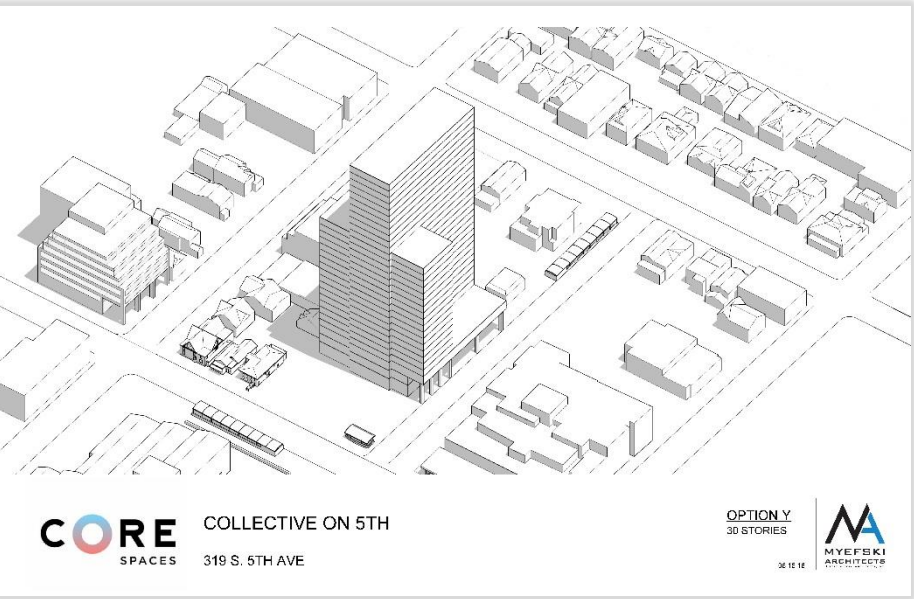 CORE
SPACES
COLLECTIVE ON 5TH
319 S. 5TH AVE
OPTION Y
30 STORIES
MYEFSKI
ARCHITECTS